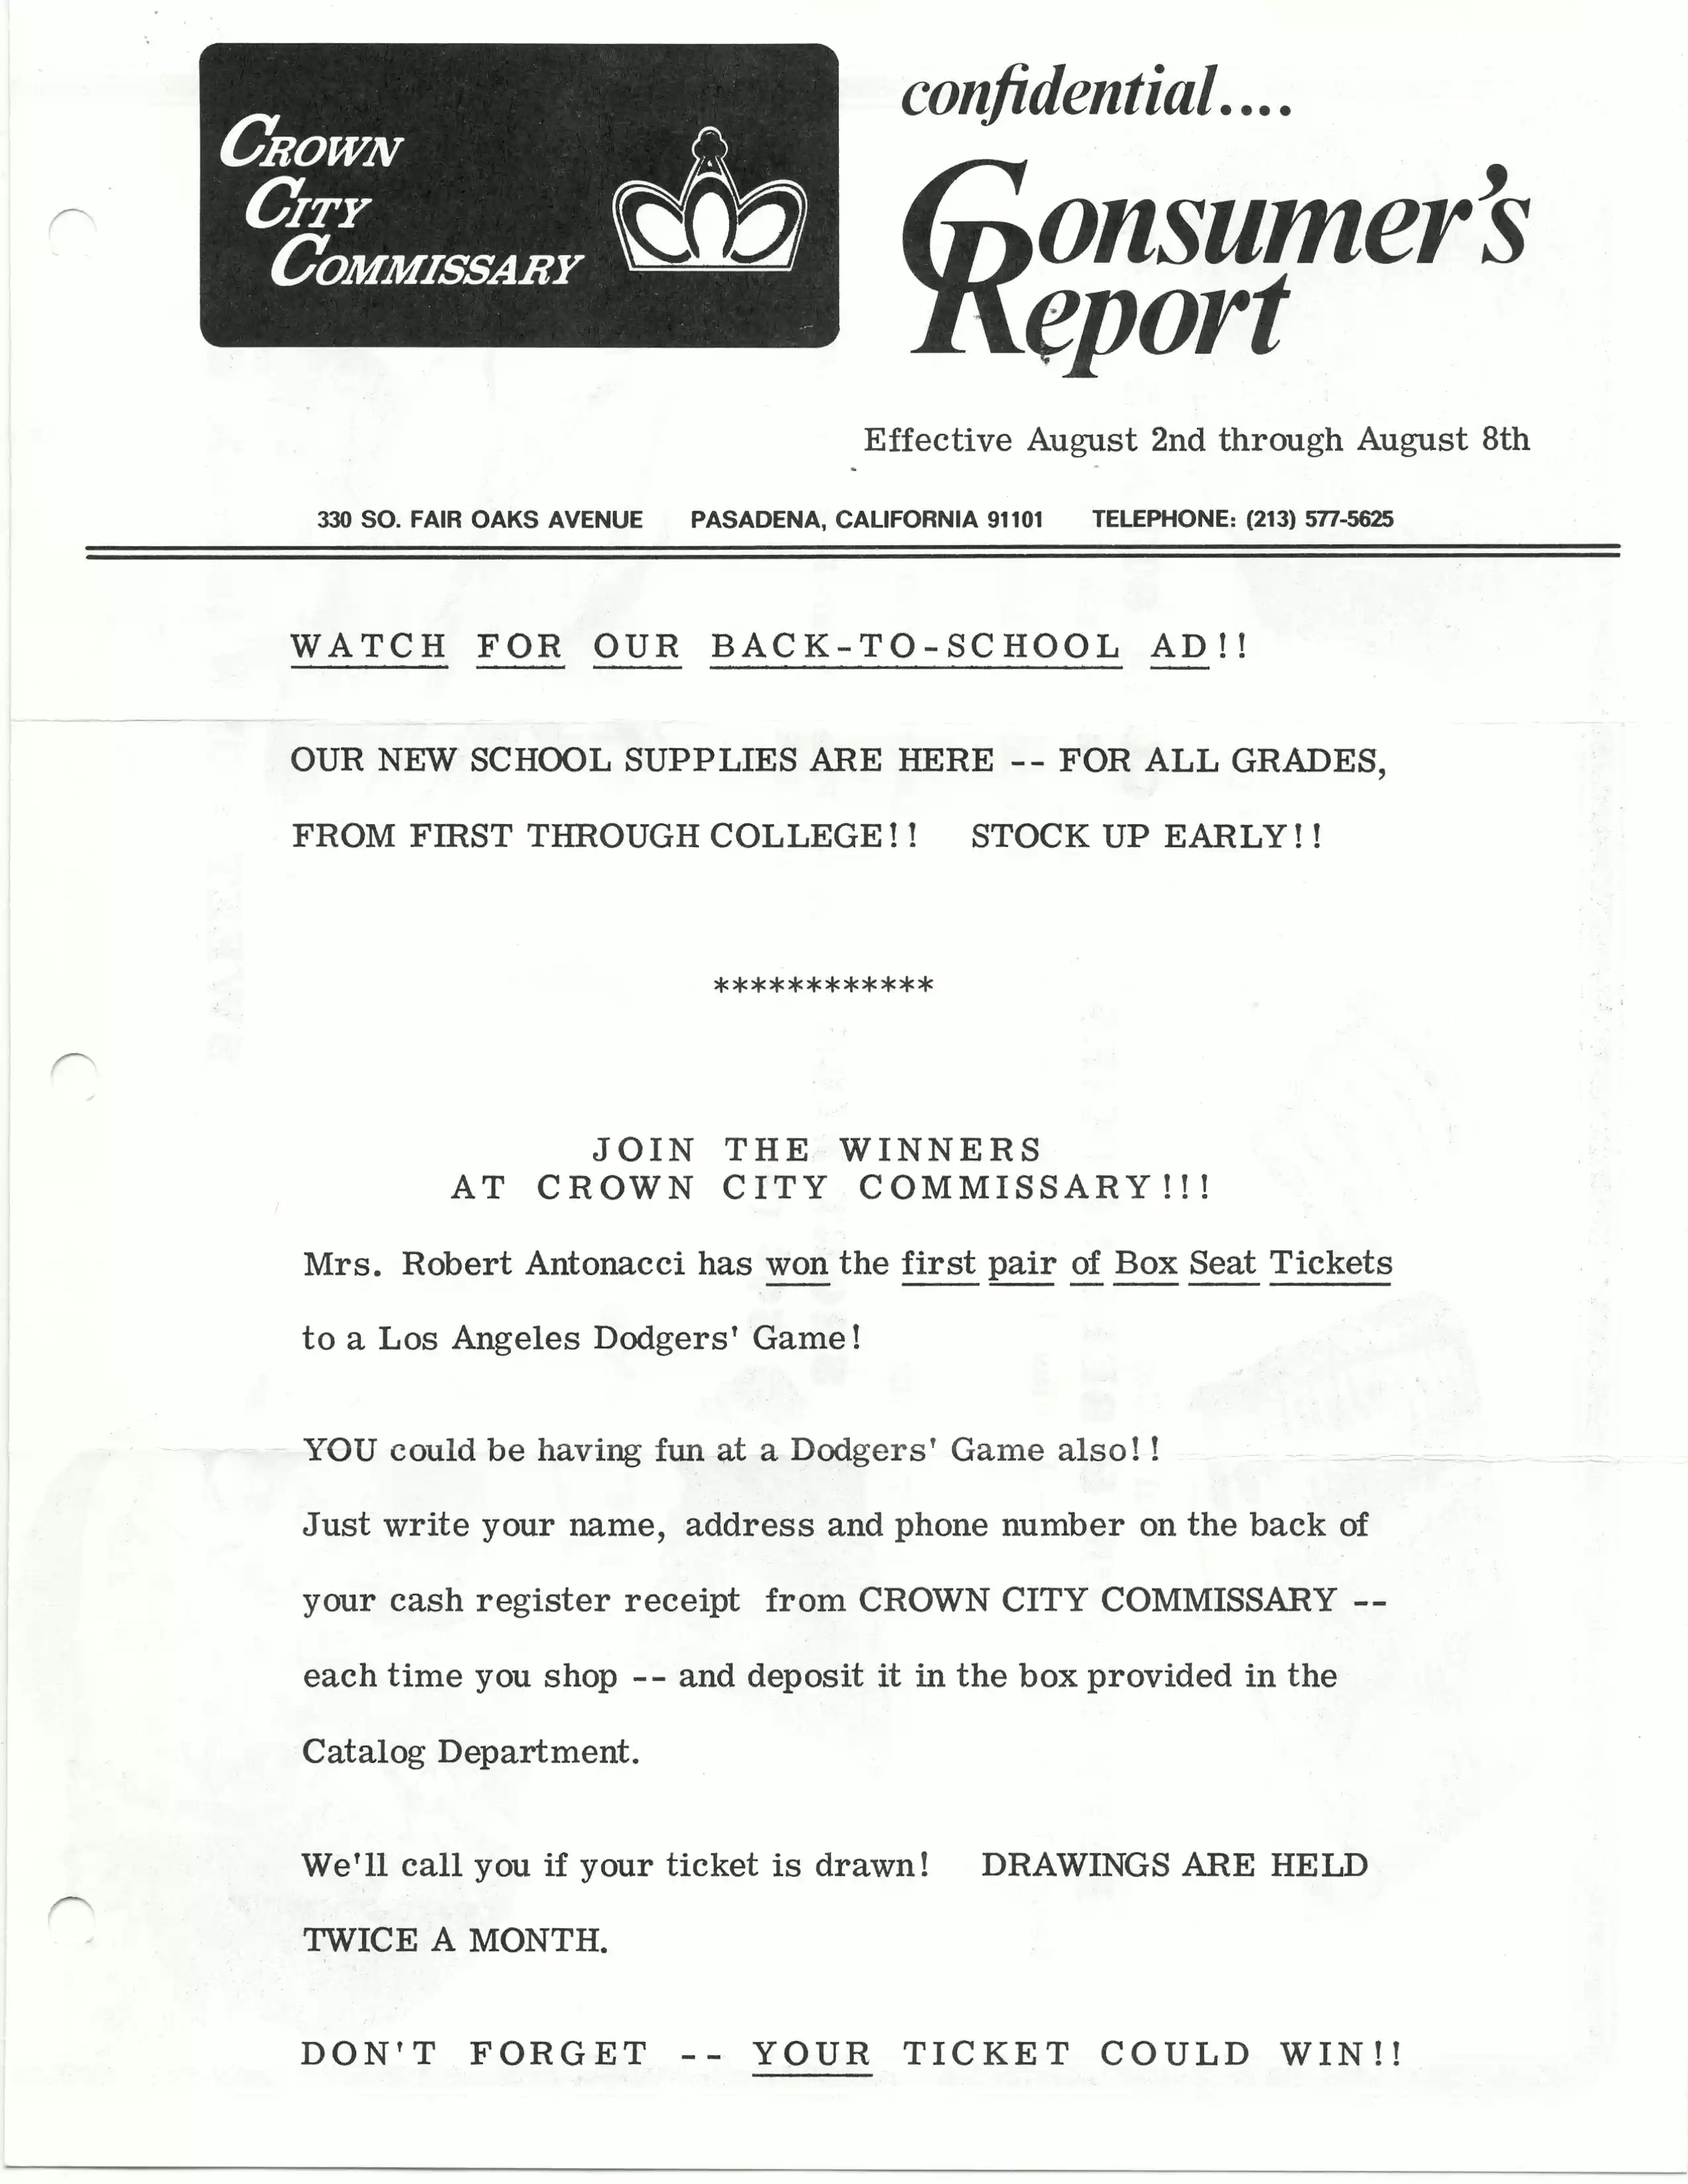 CROWN
CITY
COMMISSARY
confidential....
Consumer's
Report
Effective August 2nd through August 8th
330 SO. FAIR OAKS AVENUE PASADENA, CALIFORNIA 91101 TELEPHONE: (213) 577-5625
WATCH FOR OUR BACK-TO-SCHOOL AD!!
OUR NEW SCHOOL SUPPLIES ARE HERE -- FOR ALL GRADES,
FROM FIRST THROUGH COLLEGE!! STOCK UP EARLY!!
************
JOIN THE WINNERS
AT CROWN CITY COMMISSARY!!!
Mrs. Robert Antonacci has won the first pair of Box Seat Tickets
to a Los Angeles Dodgers' Game!
YOU could be having fun at a Dodgers' Game also!!
Just write your name, address and phone number on the back of
your cash register receipt from CROWN CITY COMMISSARY --
each time you shop -- and deposit it in the box provided in the
Catalog Department.
We'll call you if your ticket is drawn! DRAWINGS ARE HELD
TWICE A MONTH.
DON'T FORGET -- YOUR TICKET COULD WIN!!